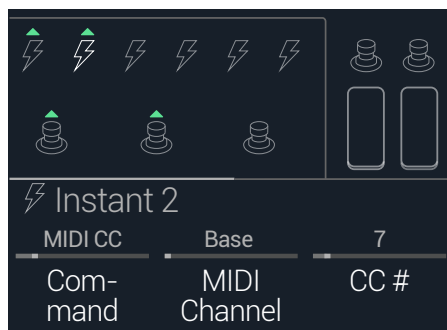 Instant 2
MIDI CC Base 7
Com- MIDI CC #
mand Channel